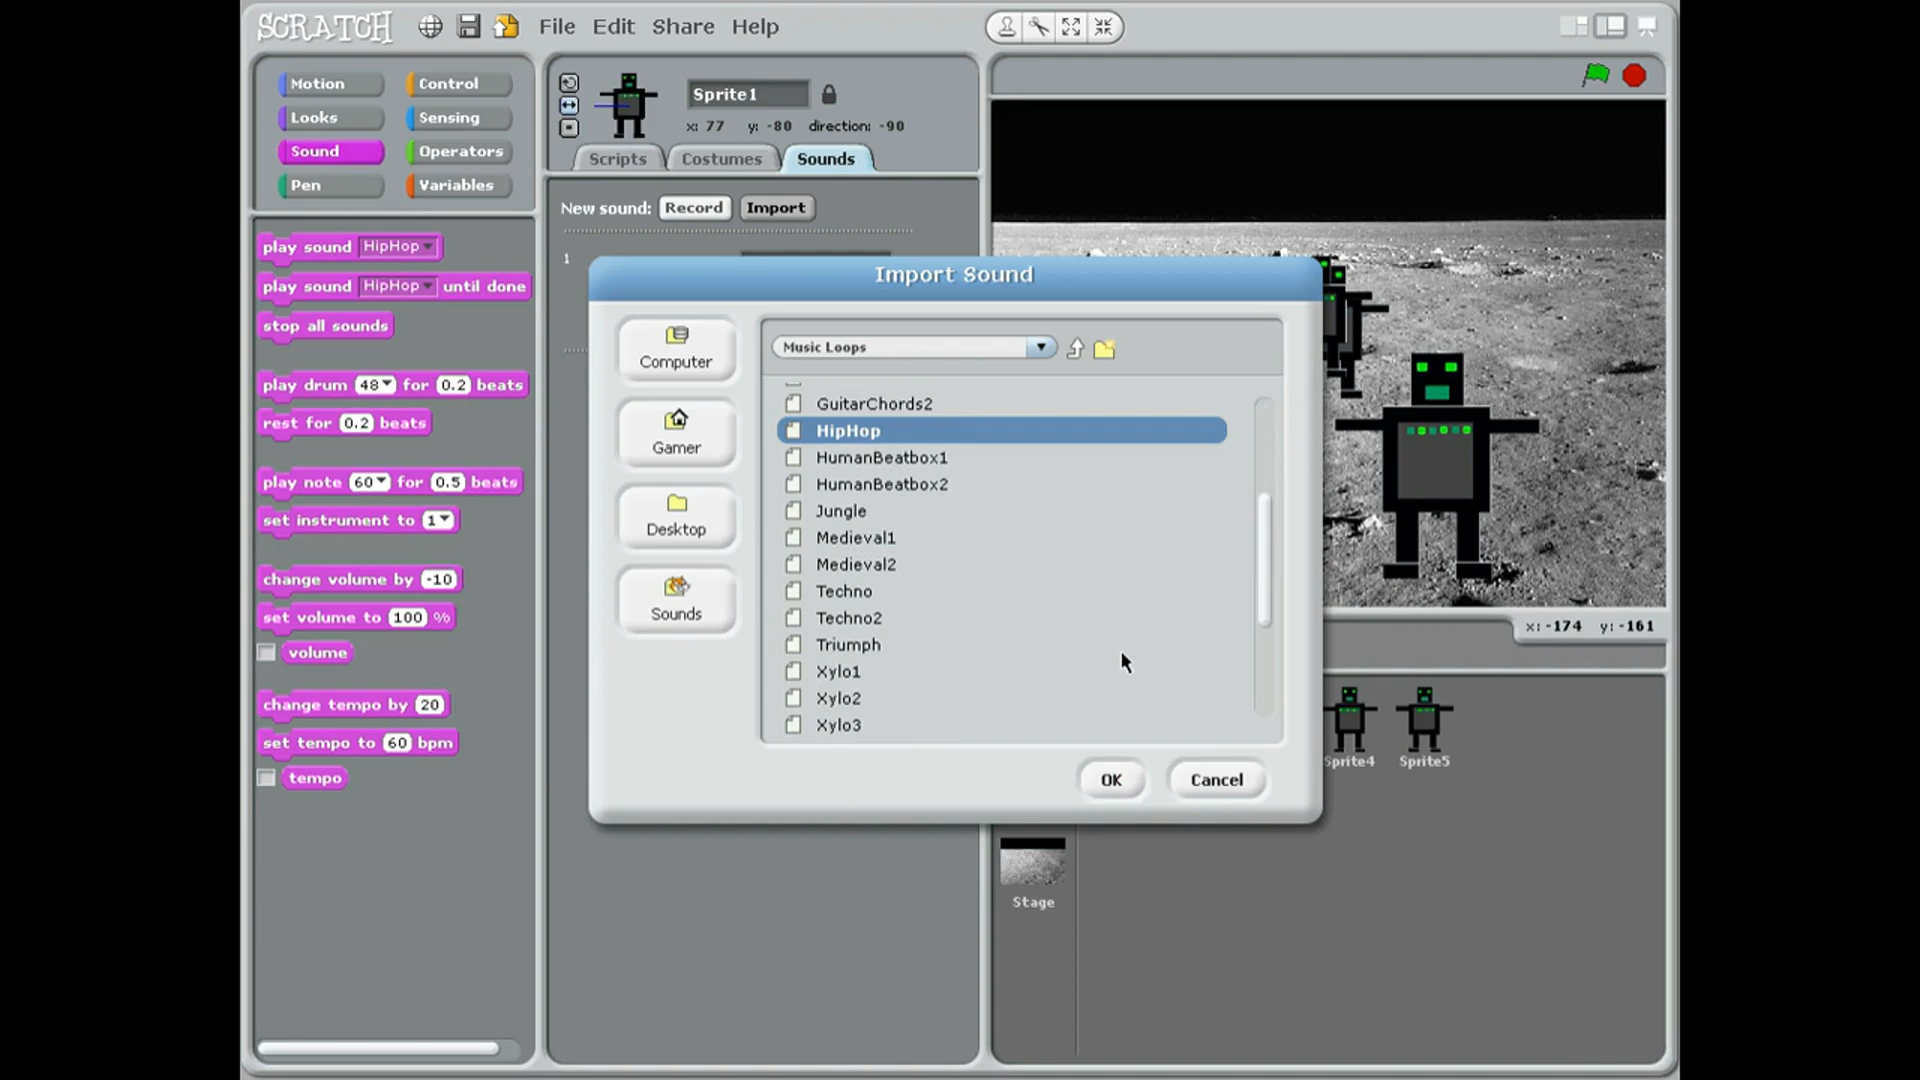 SCRATCH
File Edit Share Help
Motion Control
Looks Sensing
Sound Operators
Pen Variables
play sound HipHop
play sound HipHop until done
stop all sounds
play drum 48 for 0.2 beats
rest for 0.2 beats
play note 60 for 0.5 beats
set instrument to 1
change volume by -10
set volume to 100 %
volume
change tempo by 20
set tempo to 60 bpm
tempo
Sprite1
x: 77 y: -80 direction: -90
Scripts Costumes Sounds
New sound: Record Import
1
Import Sound
Computer
Gamer
Desktop
Sounds
Music Loops
GuitarChords2
HipHop
HumanBeatbox1
HumanBeatbox2
Jungle
Medieval1
Medieval2
Techno
Techno2
Triumph
Xylo1
Xylo2
Xylo3
OK Cancel
x: -174 y: -161
Sprite4 Sprite5
Stage